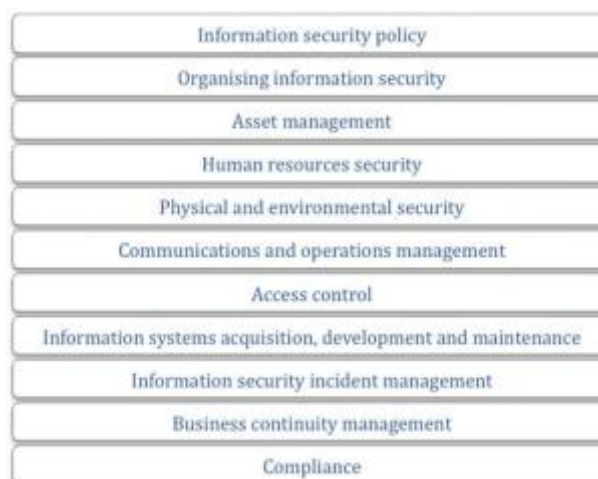 Information security policy
Organising information security
Asset management
Human resources security
Physical and environmental security
Communications and operations management
Access control
Information systems acquisition, development and maintenance
Information security incident management
Business continuity management
Compliance